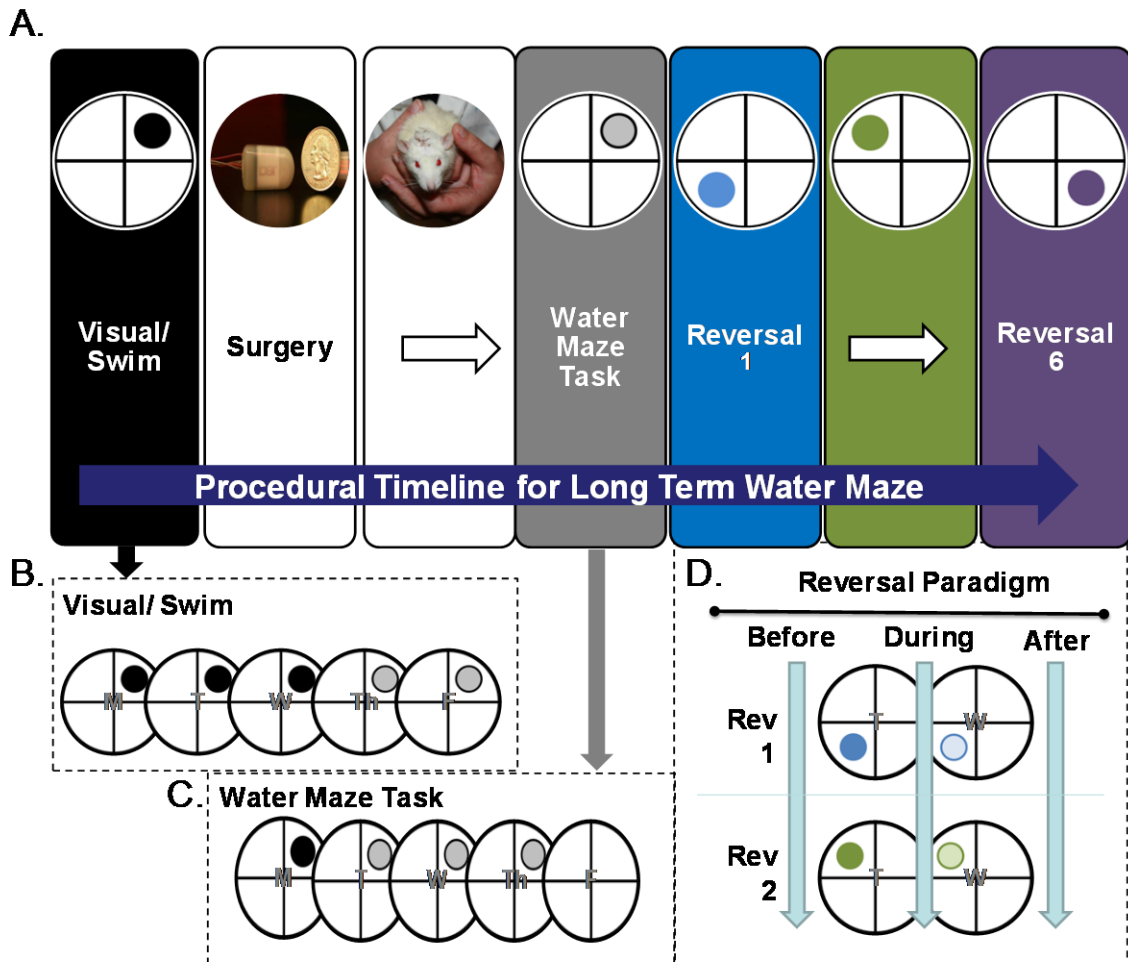 A.
Visual/
Swim
Surgery
Water
Maze
Task
Reversal
1
Reversal
6
Procedural Timeline for Long Term Water Maze
B.
Visual/ Swim
M
T
W
Th
F
C.
Water Maze Task
M
T
W
Th
F
D.
Reversal Paradigm
Before
During
After
Rev
1
T
W
Rev
2
T
W